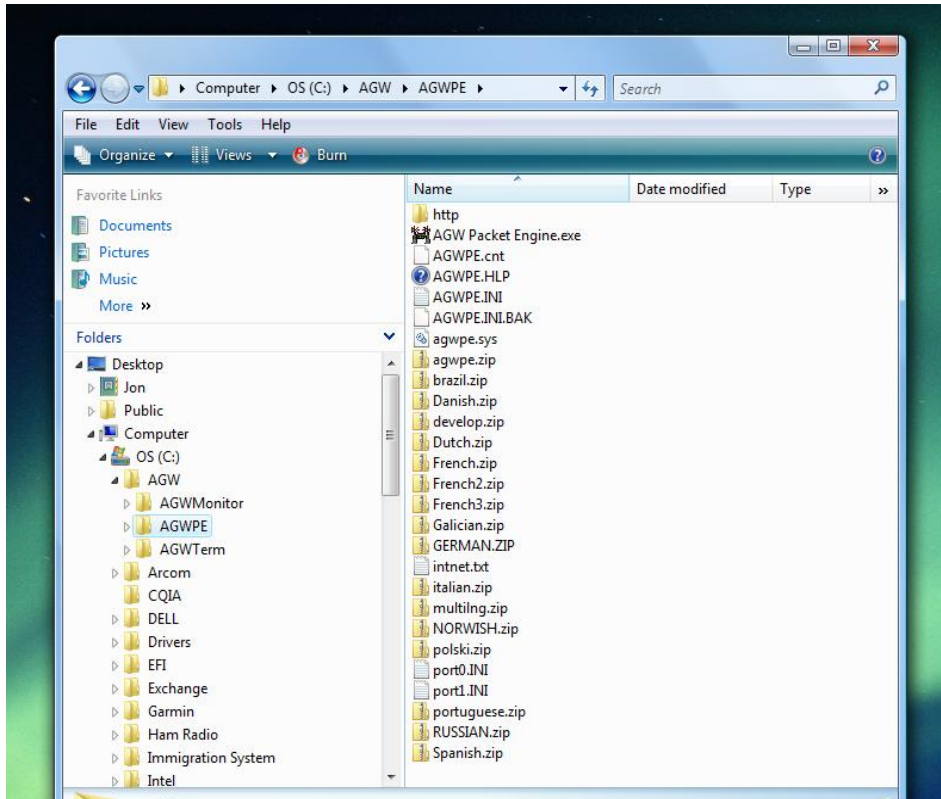 Computer OS (C:) AGW AGWPE
Search
File Edit View Tools Help
Organize Views Burn
Favorite Links
Documents
Pictures
Music
More »
Folders
Desktop
Jon
Public
Computer
OS (C:)
AGW
AGWMonitor
AGWPE
AGWTerm
Arcom
CQIA
DELL
Drivers
EFI
Exchange
Garmin
Ham Radio
Immigration System
Intel
Name Date modified Type »
http
AGW Packet Engine.exe
AGWPE.cnt
AGWPE.HLP
AGWPE.INI
AGWPE.INI.BAK
agwpe.sys
agwpe.zip
brazil.zip
Danish.zip
develop.zip
Dutch.zip
French.zip
French2.zip
French3.zip
Galician.zip
GERMAN.ZIP
intnet.txt
italian.zip
multilng.zip
NORWISH.zip
polski.zip
port0.INI
port1.INI
portuguese.zip
RUSSIAN.zip
Spanish.zip